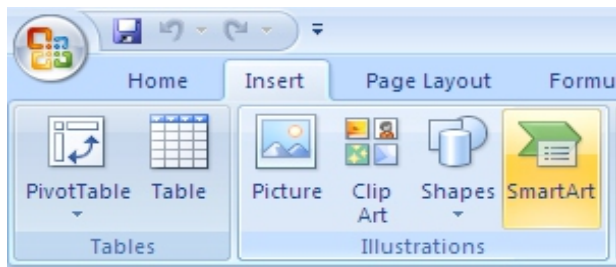 Home Insert Page Layout Formu
PivotTable Table Picture Clip Art Shapes SmartArt
Tables Illustrations